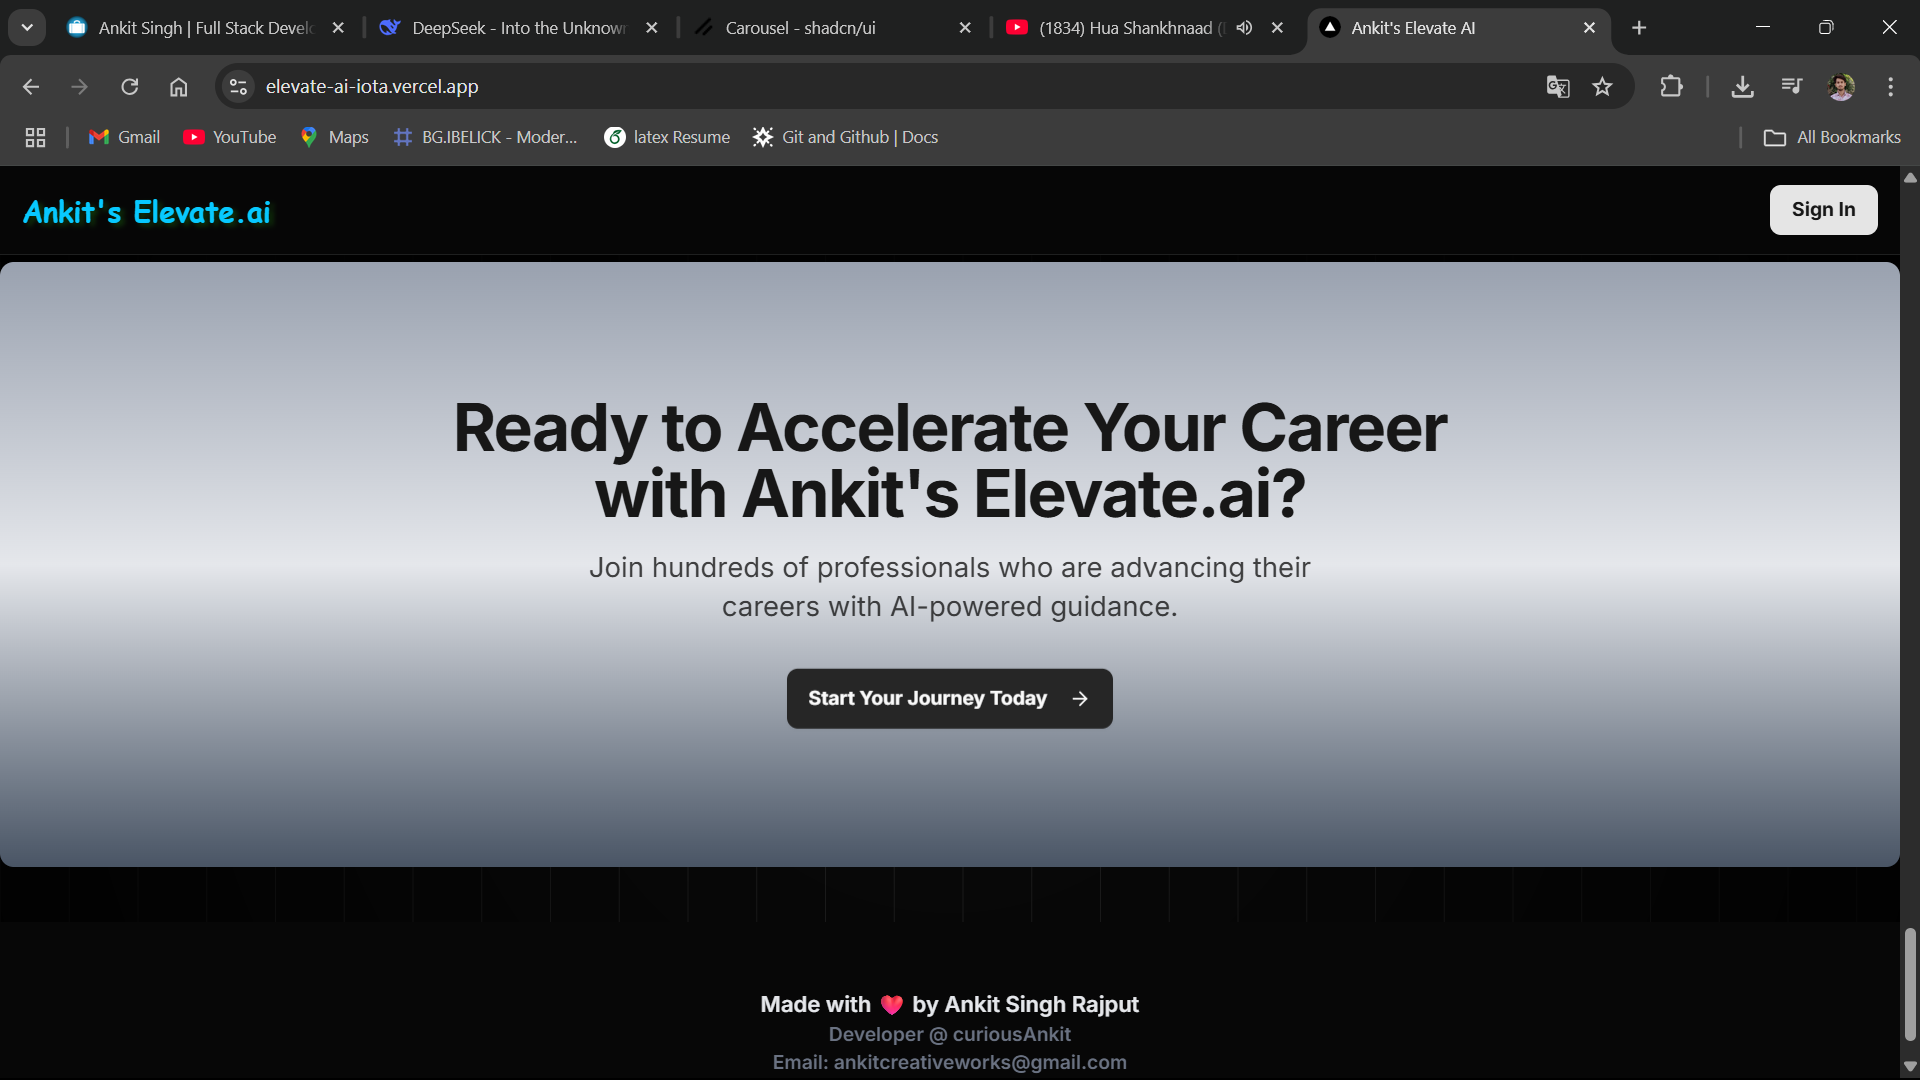 Ankit Singh | Full Stack Develo
DeepSeek - Into the Unknown
Carousel - shadcn/ui
(1834) Hua Shankhnaad (
Ankit's Elevate AI
elevate-ai-iota.vercel.app
Gmail
YouTube
Maps
BG.IBELICK - Moder...
latex Resume
Git and Github | Docs
All Bookmarks
Ankit's Elevate.ai
Sign In
Ready to Accelerate Your Career
with Ankit's Elevate.ai?
Join hundreds of professionals who are advancing their
careers with AI-powered guidance.
Start Your Journey Today
Made with ❤️ by Ankit Singh Rajput
Developer @ curiousAnkit
Email: ankitcreativeworks@gmail.com